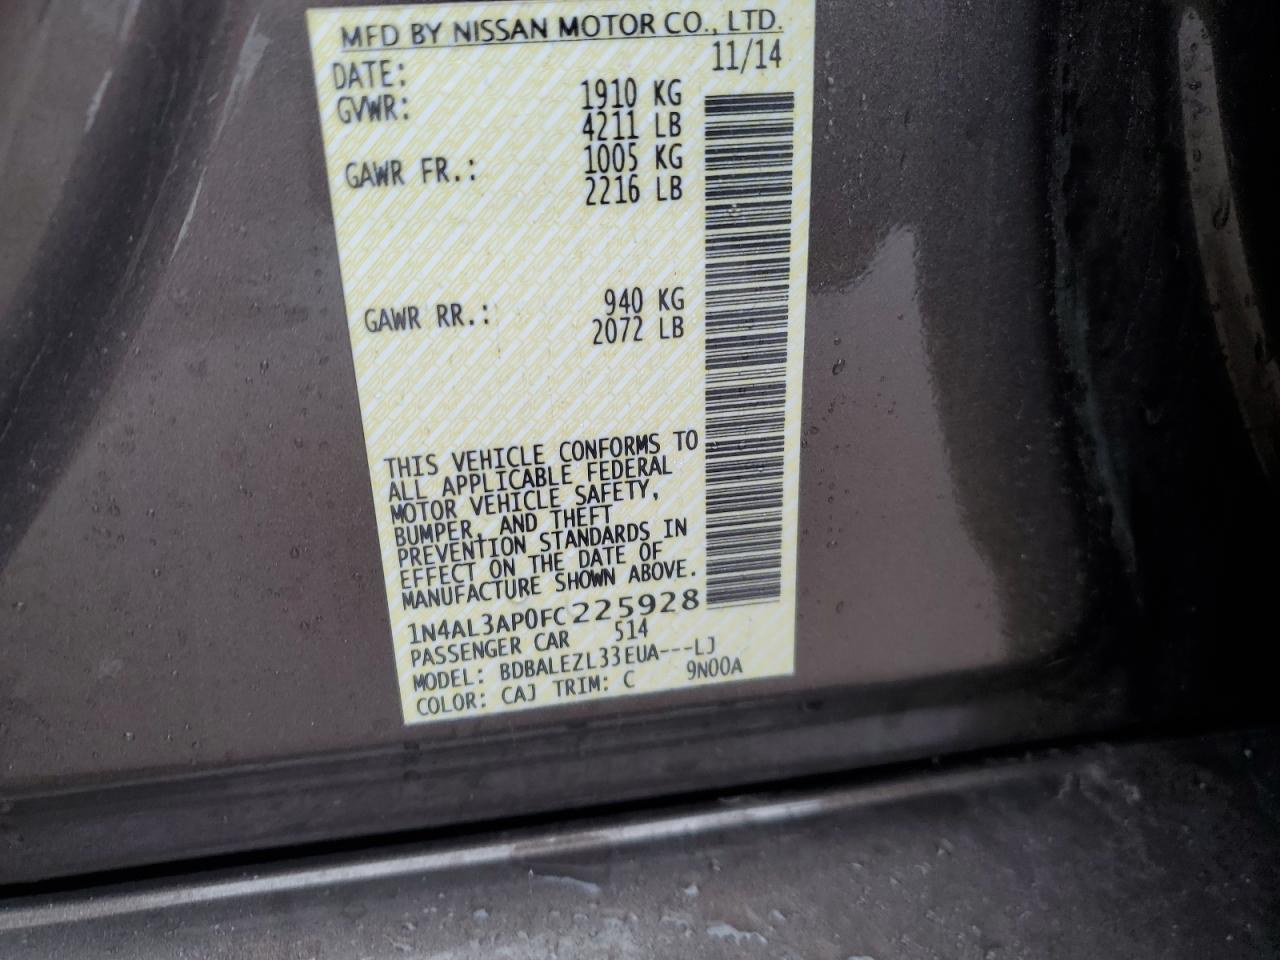 MFD BY NISSAN MOTOR CO., LTD.
DATE: 11/14
GVWR: 1910 KG
4211 LB
GAWR FR.: 1005 KG
2216 LB
GAWR RR.: 940 KG
2072 LB
THIS VEHICLE CONFORMS TO
ALL APPLICABLE FEDERAL
MOTOR VEHICLE SAFETY,
BUMPER, AND THEFT
PREVENTION STANDARDS IN
EFFECT ON THE DATE OF
MANUFACTURE SHOWN ABOVE.
1N4AL3AP0FC225928
PASSENGER CAR 514
MODEL: BDBALEZL33EUA---LJ
COLOR: CAJ TRIM: C 9N00A